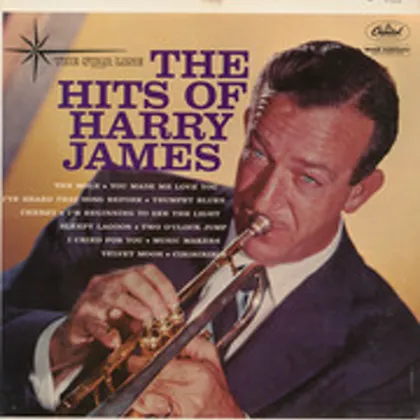 THE STAR LINE
Capitol
THE
HITS OF
HARRY
JAMES
THE MOLE • YOU MADE ME LOVE YOU
I'VE HEARD THAT SONG BEFORE • TRUMPET BLUES
(CHERRY) • I'M BEGINNING TO SEE THE LIGHT
SLEEPY LAGOON • TWO O'CLOCK JUMP
I CRIED FOR YOU • MUSIC MAKERS
VELVET MOON • CIRIBIRIBIN